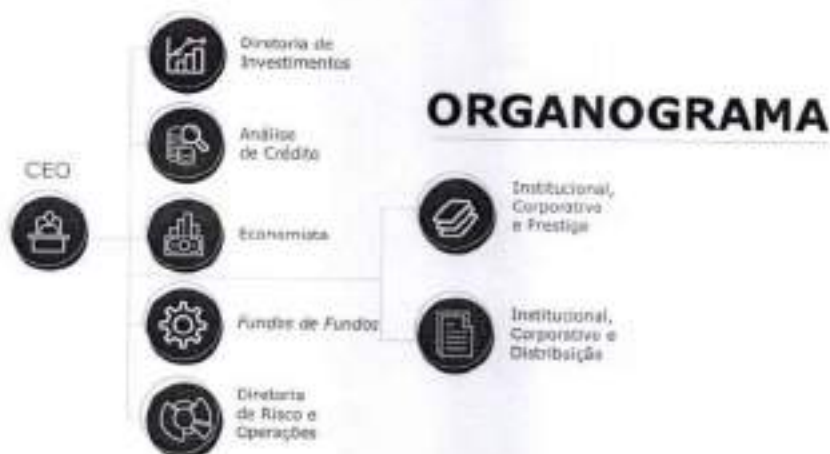 ORGANOGRAMA
CEO
Diretoria de
Investimentos
Análise
de Crédito
Economista
Fundos de Fundos
Diretoria
de Risco e
Operações
Institucional,
Corporativo
e Prestige
Institucional,
Corporativo e
Distribuição